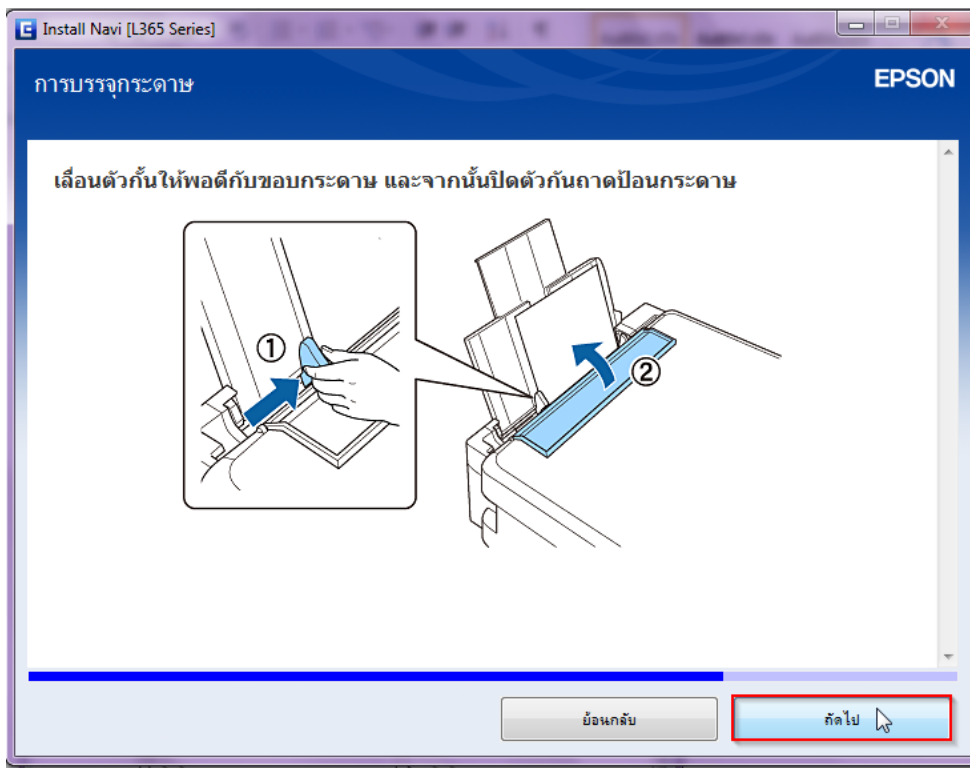 Install Navi [L365 Series]
การบรรจุกระดาษ
EPSON
เลื่อนตัวกั้นให้พอดีกับขอบกระดาษ และจากนั้นปิดตัวกันถาดป้อนกระดาษ
①
②
ย้อนกลับ
ถัดไป